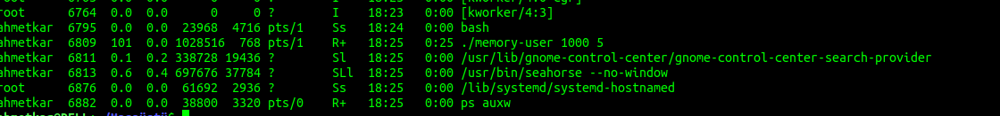 root 6764 0.0 0.0 0 0 ? I 18:23 0:00 [kworker/4:3]
ahmetkar 6795 0.0 0.0 23968 4716 pts/1 Ss 18:24 0:00 bash
ahmetkar 6809 101 0.0 1028516 768 pts/1 R+ 18:25 0:25 ./memory-user 1000 5
ahmetkar 6811 0.1 0.2 338728 19436 ? Sl 18:25 0:00 /usr/lib/gnome-control-center/gnome-control-center-search-provider
ahmetkar 6813 0.6 0.4 697676 37784 ? SLl 18:25 0:00 /usr/bin/seahorse --no-window
root 6876 0.0 0.0 61692 2936 ? Ss 18:25 0:00 /lib/systemd/systemd-hostnamed
ahmetkar 6882 0.0 0.0 38800 3320 pts/0 R+ 18:25 0:00 ps auxw